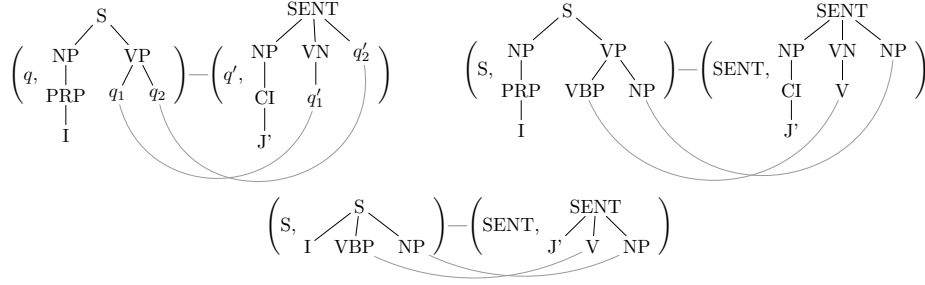 S SENT
NP VP NP VN q′2
(q, PRP q1 q2) — (q′, CI q′1)
I J'
S SENT
NP VP NP VN NP
(S, PRP VBP NP) — (SENT, CI V)
I J'
S SENT
(S, I VBP NP) — (SENT, J' V NP)